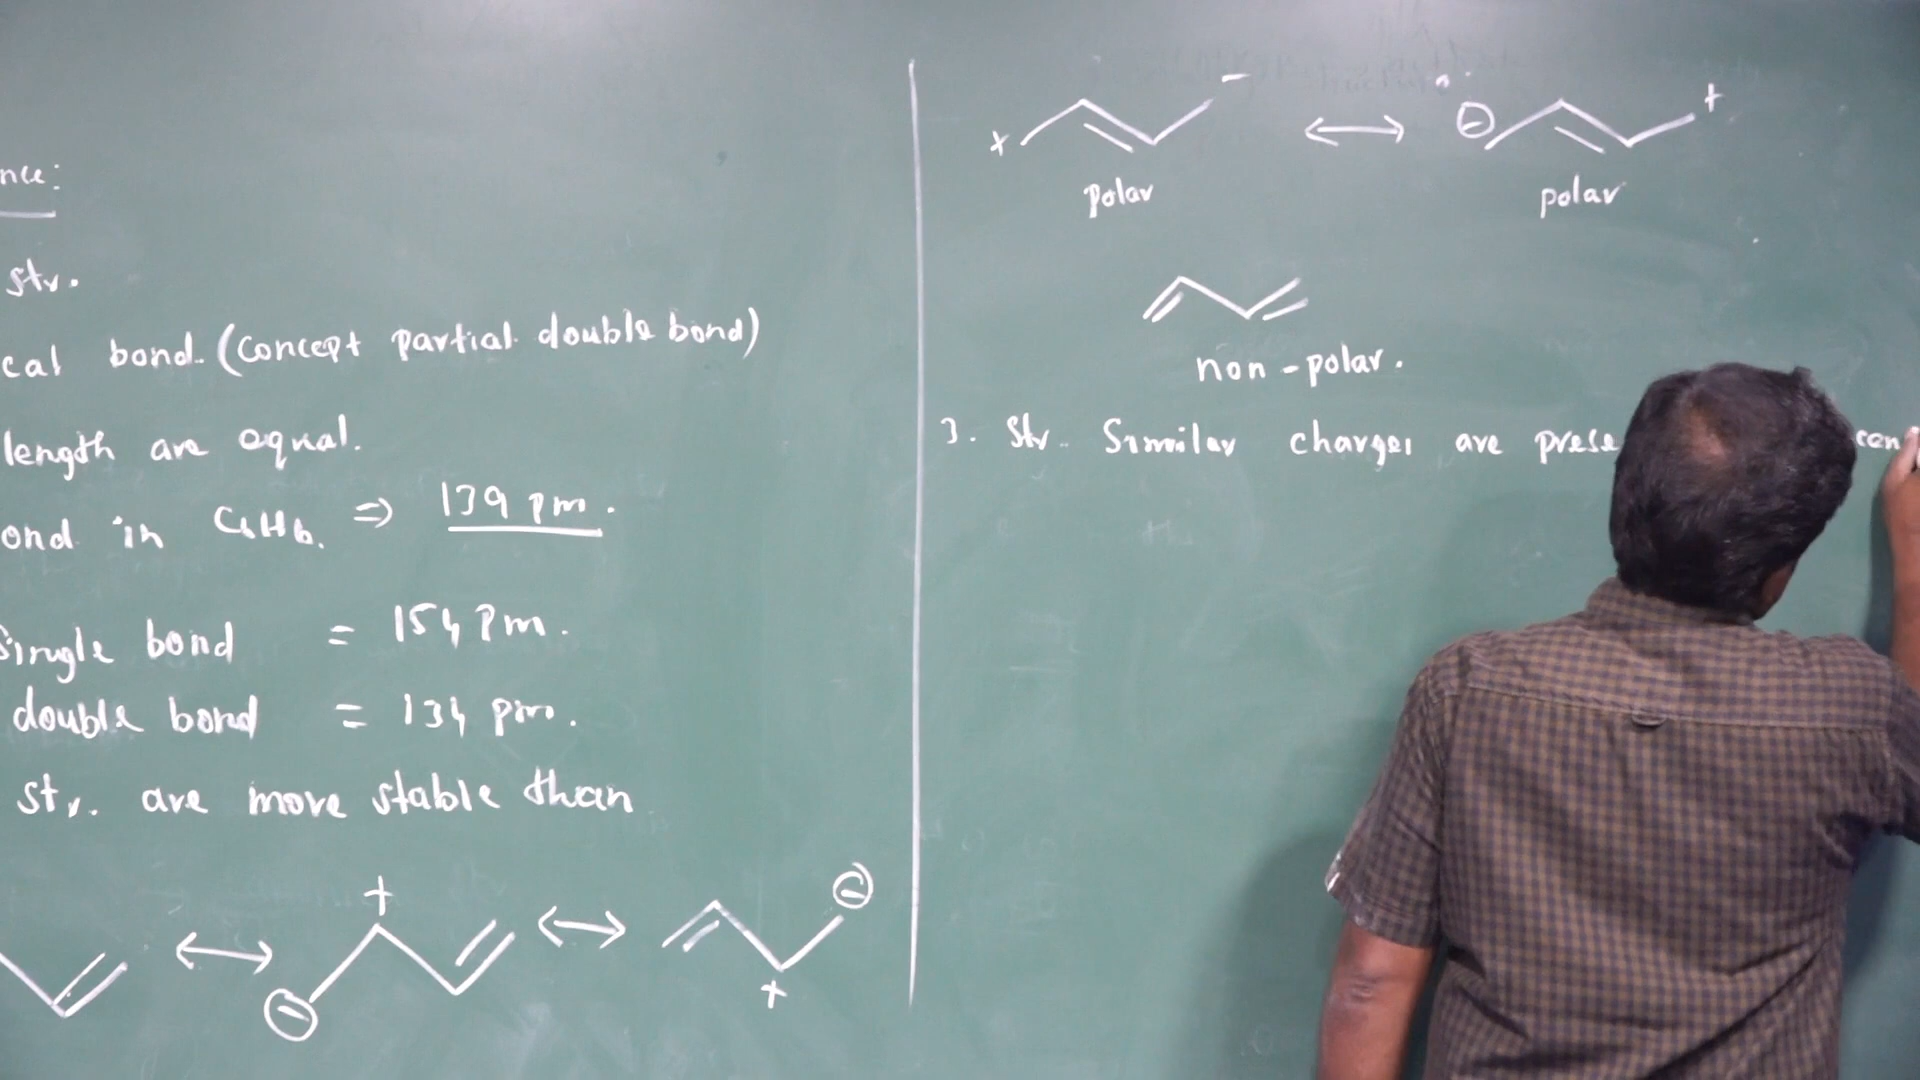 nce:
str.
cal bond. (Concept partial double bond)
length are equal.
ond in C6H6. ⇒ 139 pm.
Single bond = 154 Pm.
double bond = 134 pm.
str. are more stable than
+ ⊖
⊖ +
- +
+ ⊖
polar polar
non-polar.
3. Str. Similar charges are prese cen